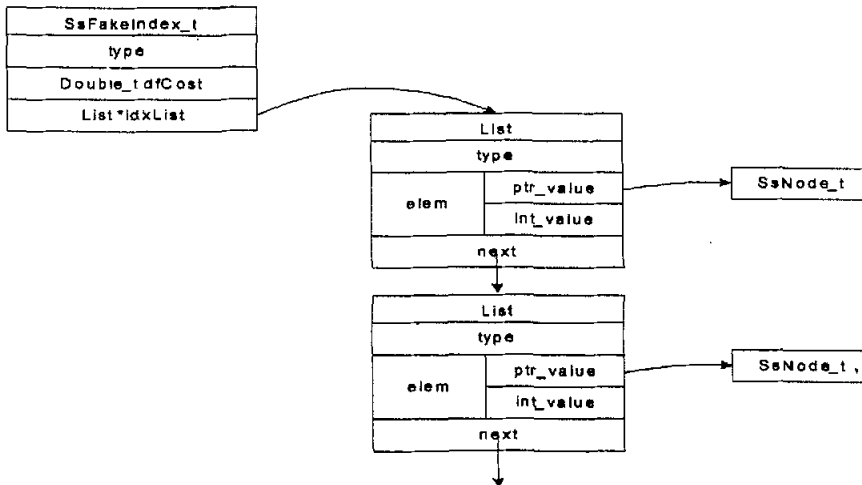 SsFakeIndex_t
type
Double_t dfCost
List*idxList
List
type
elem
ptr_value
int_value
next
SsNode_t
List
type
elem
ptr_value
int_value
next
SsNode_t ,